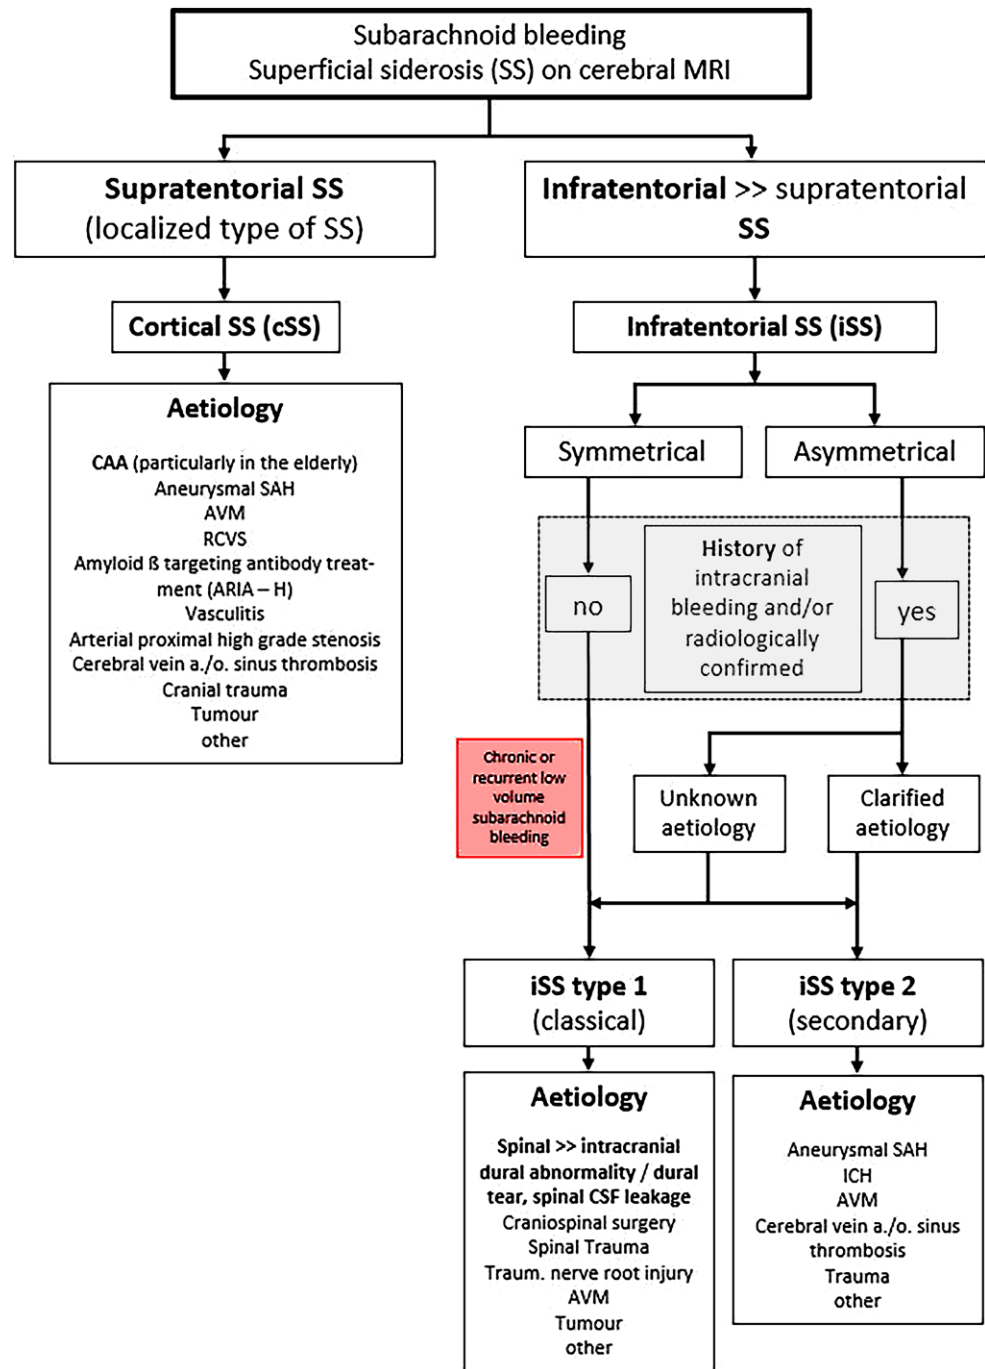 Subarachnoid bleeding
Superficial siderosis (SS) on cerebral MRI
Supratentorial SS
(localized type of SS)
Infratentorial >> supratentorial
SS
Cortical SS (cSS)
Infratentorial SS (iSS)
Aetiology
CAA (particularly in the elderly)
Aneurysmal SAH
AVM
RCVS
Amyloid ß targeting antibody treat-
ment (ARIA – H)
Vasculitis
Arterial proximal high grade stenosis
Cerebral vein a./o. sinus thrombosis
Cranial trauma
Tumour
other
Symmetrical
Asymmetrical
no
History of
intracranial
bleeding and/or
radiologically
confirmed
yes
Chronic or
recurrent low
volume
subarachnoid
bleeding
Unknown
aetiology
Clarified
aetiology
iSS type 1
(classical)
iSS type 2
(secondary)
Aetiology
Spinal >> intracranial
dural abnormality / dural
tear, spinal CSF leakage
Craniospinal surgery
Spinal Trauma
Traum. nerve root injury
AVM
Tumour
other
Aetiology
Aneurysmal SAH
ICH
AVM
Cerebral vein a./o. sinus
thrombosis
Trauma
other